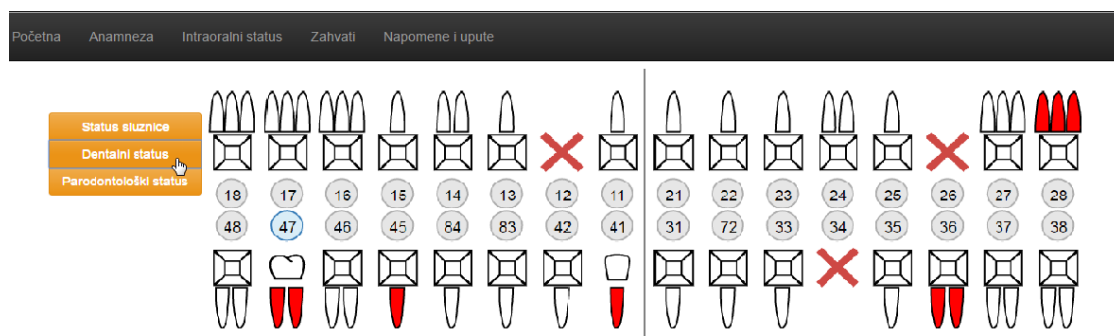 Početna Anamneza Intraoralni status Zahvati Napomene i upute
Status sluznice
Dentalni status
Parodontološki status
18 17 16 15 14 13 12 11 21 22 23 24 25 26 27 28
48 47 46 45 84 83 42 41 31 72 33 34 35 36 37 38